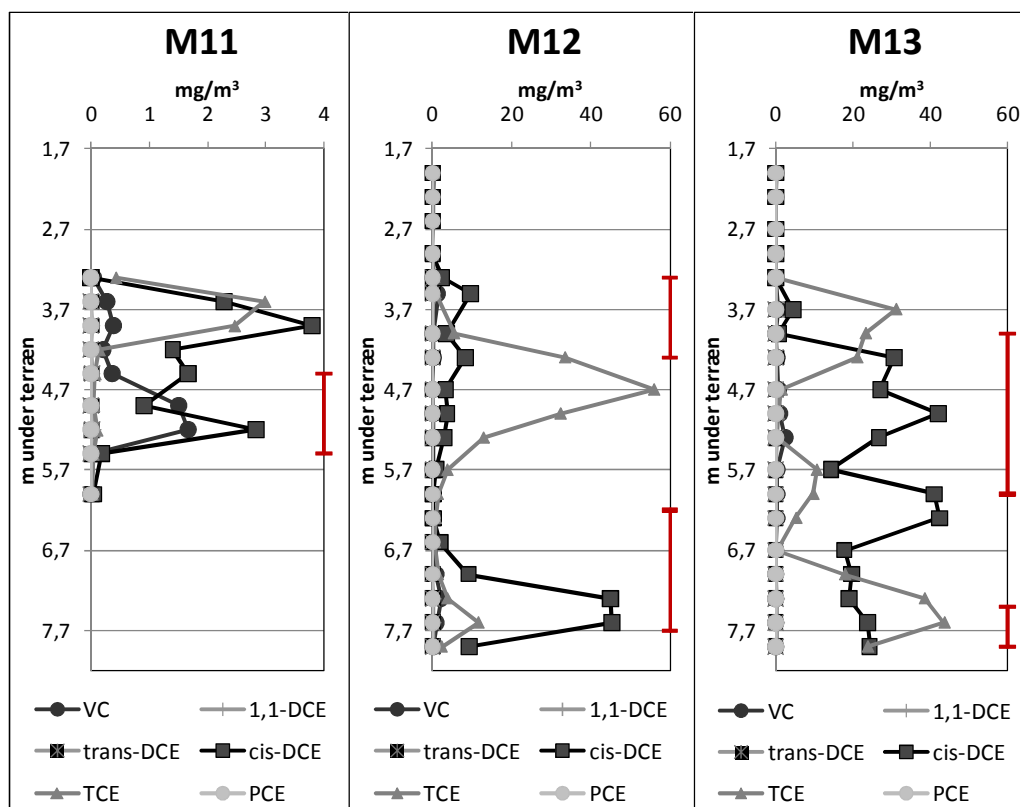 M11
mg/m³
0 1 2 3 4
1,7
2,7
3,7
4,7
5,7
6,7
7,7
m under terræn
VC 1,1-DCE
trans-DCE cis-DCE
TCE PCE
M12
mg/m³
0 20 40 60
1,7
2,7
3,7
4,7
5,7
6,7
7,7
m under terræn
VC 1,1-DCE
trans-DCE cis-DCE
TCE PCE
M13
mg/m³
0 20 40 60
1,7
2,7
3,7
4,7
5,7
6,7
7,7
m under terræn
VC 1,1-DCE
trans-DCE cis-DCE
TCE PCE